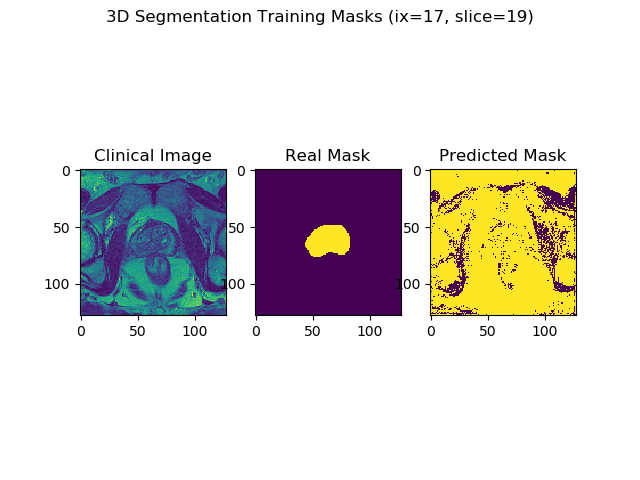 3D Segmentation Training Masks (ix=17, slice=19)
Clinical Image Real Mask Predicted Mask
0 0 0
50 50 50
100 100 100
0 50 100 0 50 100 0 50 100